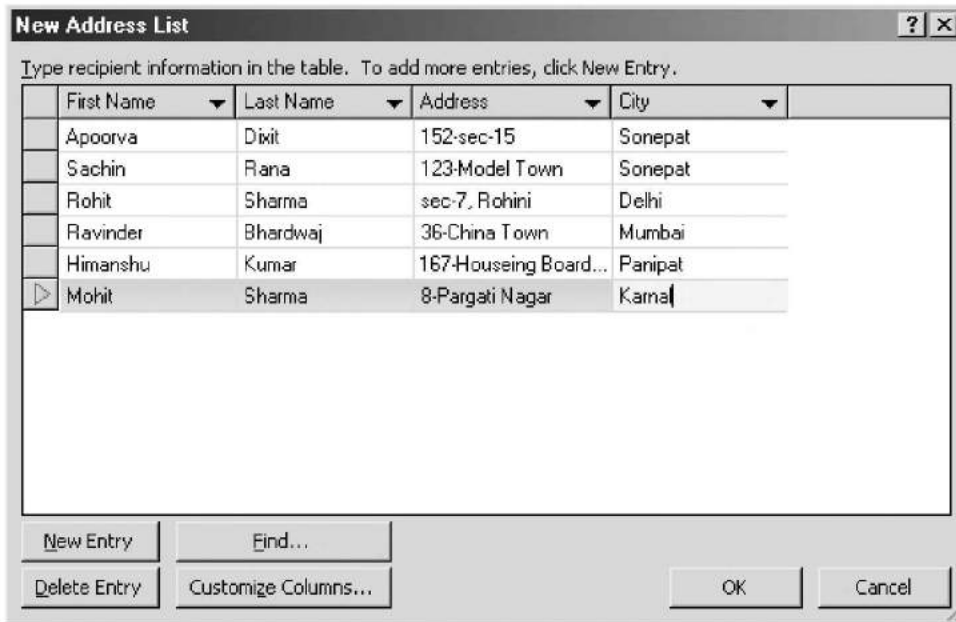 New Address List
? ×
Type recipient information in the table. To add more entries, click New Entry.
First Name Last Name Address City
Apoorva Dixit 152-sec-15 Sonepat
Sachin Rana 123-Model Town Sonepat
Rohit Sharma sec-7, Rohini Delhi
Ravinder Bhardwaj 36-China Town Mumbai
Himanshu Kumar 167-Houseing Board... Panipat
Mohit Sharma 8-Pargati Nagar Karnal
New Entry Find...
Delete Entry Customize Columns... OK Cancel